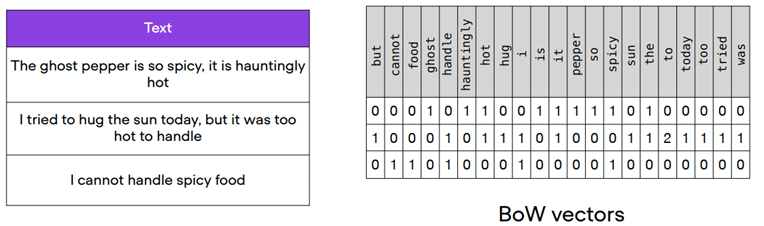 Text
The ghost pepper is so spicy, it is hauntingly
hot
I tried to hug the sun today, but it was too
hot to handle
I cannot handle spicy food
but cannot food ghost handle hauntingly hot hug i is it pepper so spicy sun the to today too tried was
0 0 0 1 0 1 1 0 0 1 1 1 1 1 0 1 0 0 0 0 0
1 0 0 0 1 0 1 1 1 0 1 0 0 0 1 1 2 1 1 1 1
0 1 1 0 1 0 0 0 1 0 0 0 0 1 0 0 0 0 0 0 0
BoW vectors